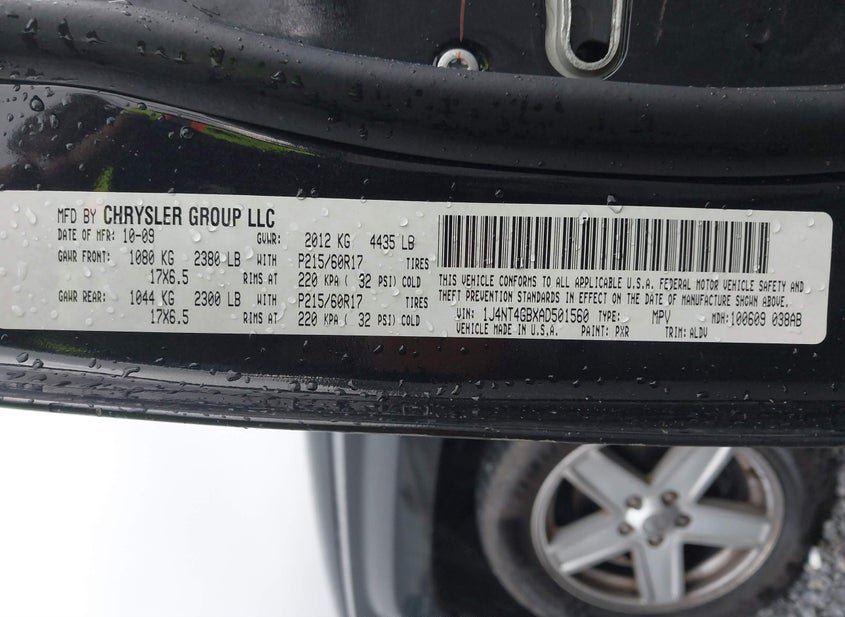 MFD BY CHRYSLER GROUP LLC
DATE OF MFR: 10-09 GVWR: 2012 KG 4435 LB
GAWR FRONT: 1080 KG 2380 LB WITH P215/60R17 TIRES
17X6.5 RIMS AT 220 KPA ( 32 PSI) COLD
GAWR REAR: 1044 KG 2300 LB WITH P215/60R17 TIRES
17X6.5 RIMS AT 220 KPA ( 32 PSI) COLD
THIS VEHICLE CONFORMS TO ALL APPLICABLE U.S.A. FEDERAL MOTOR VEHICLE SAFETY AND
THEFT PREVENTION STANDARDS IN EFFECT ON THE DATE OF MANUFACTURE SHOWN ABOVE.
VIN: 1J4NT4GBXAD501560 TYPE: MPV MDH:100609 038AB
VEHICLE MADE IN U.S.A. PAINT: PXR TRIM: ALDV